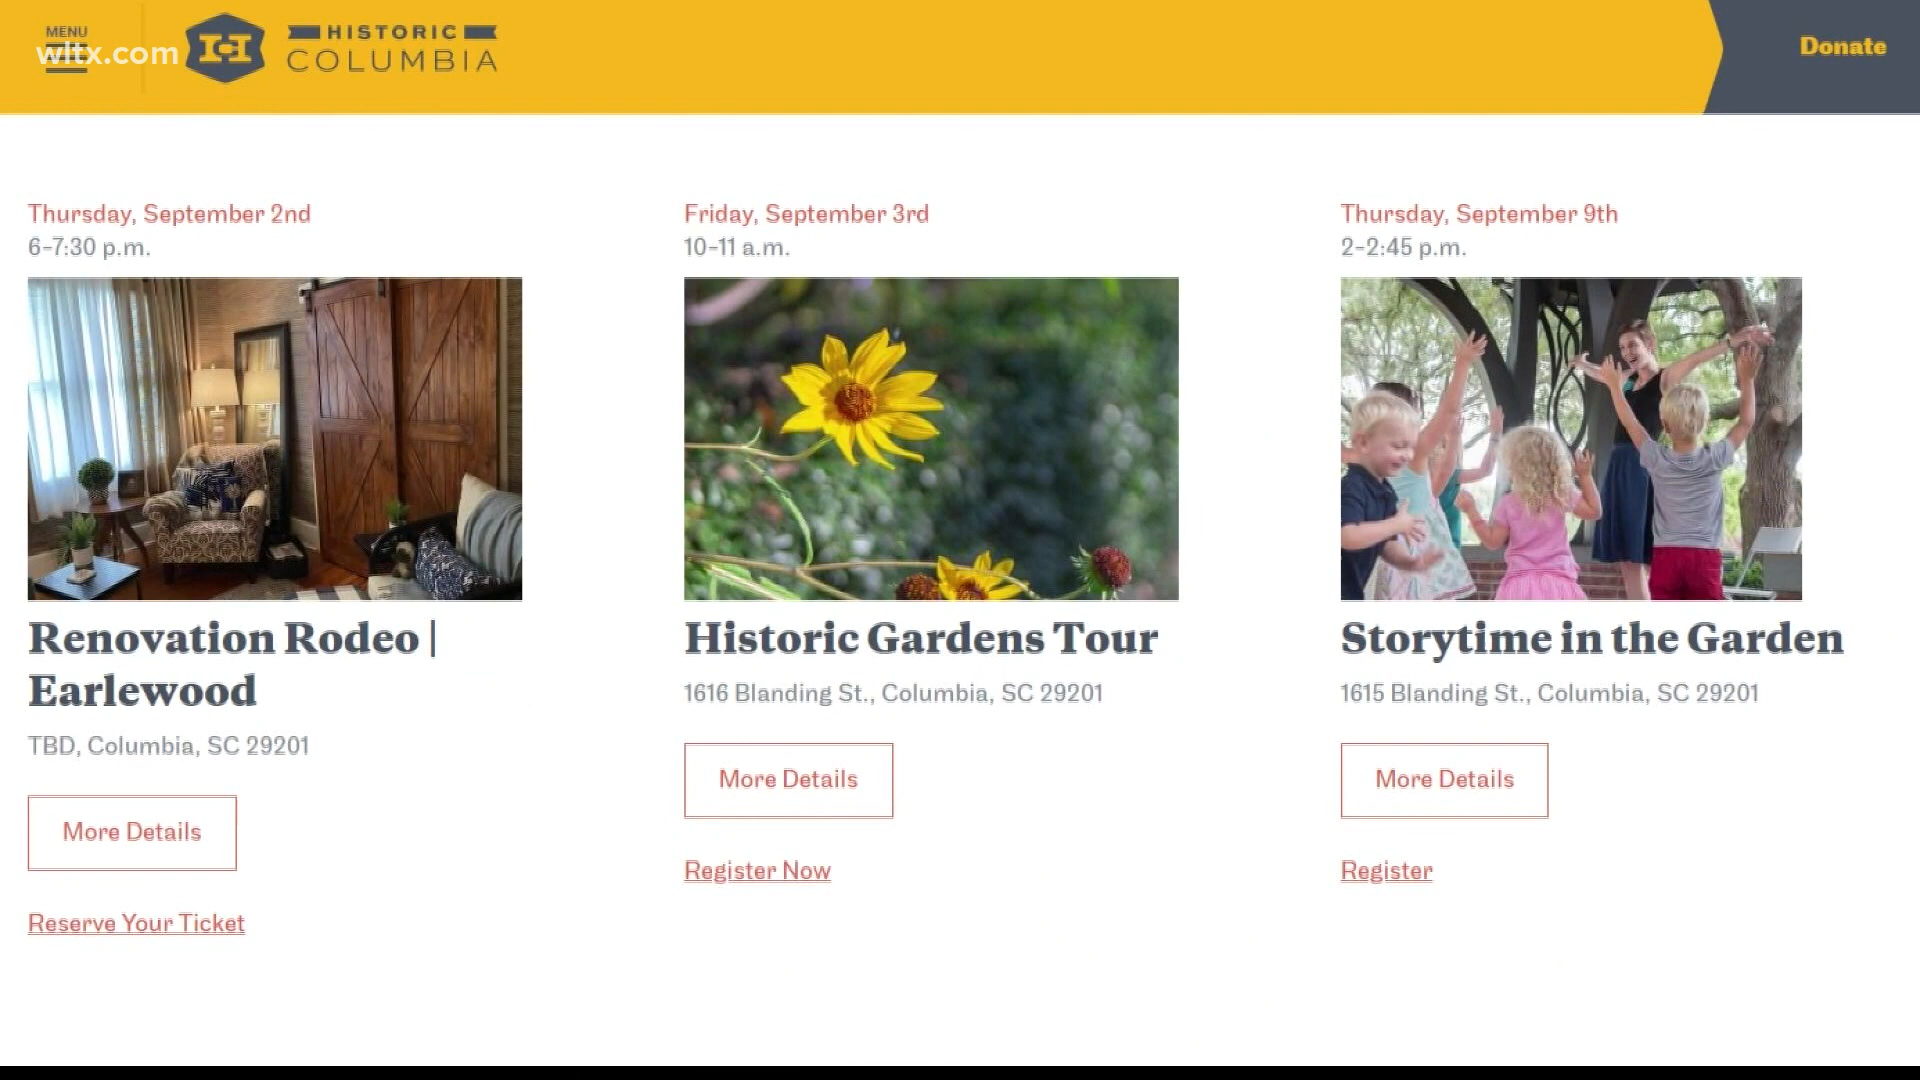 MENU
wltx.com
HISTORIC
COLUMBIA
Donate
Thursday, September 2nd
6-7:30 p.m.
Renovation Rodeo |
Earlewood
TBD, Columbia, SC 29201
More Details
Reserve Your Ticket
Friday, September 3rd
10-11 a.m.
Historic Gardens Tour
1616 Blanding St., Columbia, SC 29201
More Details
Register Now
Thursday, September 9th
2-2:45 p.m.
Storytime in the Garden
1615 Blanding St., Columbia, SC 29201
More Details
Register